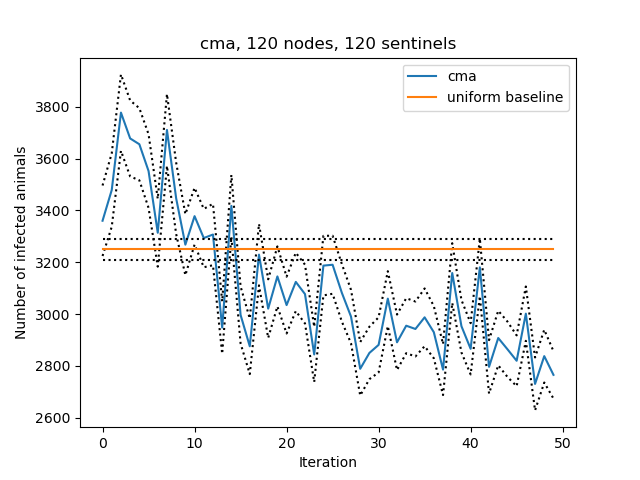 cma, 120 nodes, 120 sentinels
cma
uniform baseline
Number of infected animals
3800
3600
3400
3200
3000
2800
2600
0
10
20
30
40
50
Iteration